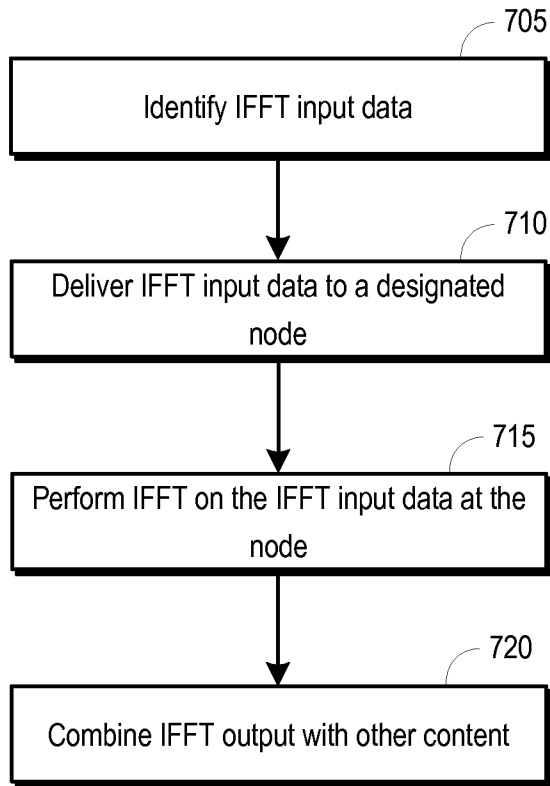 705
Identify IFFT input data
710
Deliver IFFT input data to a designated
node
715
Perform IFFT on the IFFT input data at the
node
720
Combine IFFT output with other content